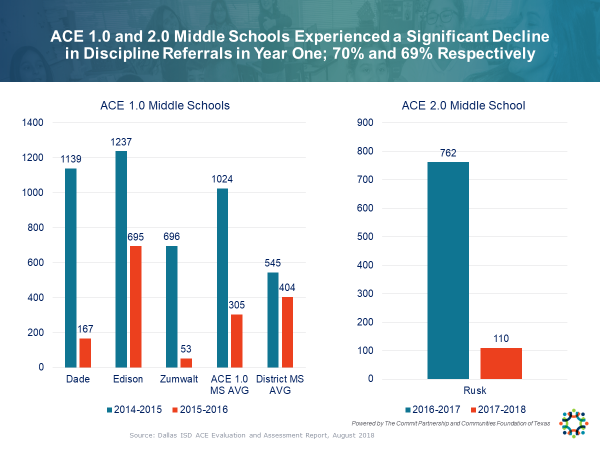 ACE 1.0 and 2.0 Middle Schools Experienced a Significant Decline
in Discipline Referrals in Year One; 70% and 69% Respectively
ACE 1.0 Middle Schools
1400
1200
1000
800
600
400
200
0
1139
167
1237
695
696
53
1024
305
545
404
Dade
Edison
Zumwalt
ACE 1.0
MS AVG
District MS
AVG
2014-2015
2015-2016
ACE 2.0 Middle School
900
800
700
600
500
400
300
200
100
0
762
110
Rusk
2016-2017
2017-2018
Powered by The Commit Partnership and Communities Foundation of Texas
Source: Dallas ISD ACE Evaluation and Assessment Report, August 2018